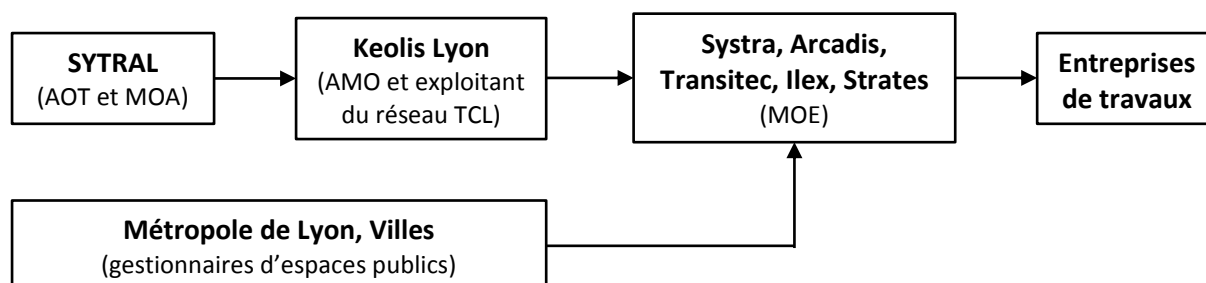 SYTRAL
(AOT et MOA)
Keolis Lyon
(AMO et exploitant
du réseau TCL)
Systra, Arcadis,
Transitec, Ilex, Strates
(MOE)
Entreprises
de travaux
Métropole de Lyon, Villes
(gestionnaires d’espaces publics)